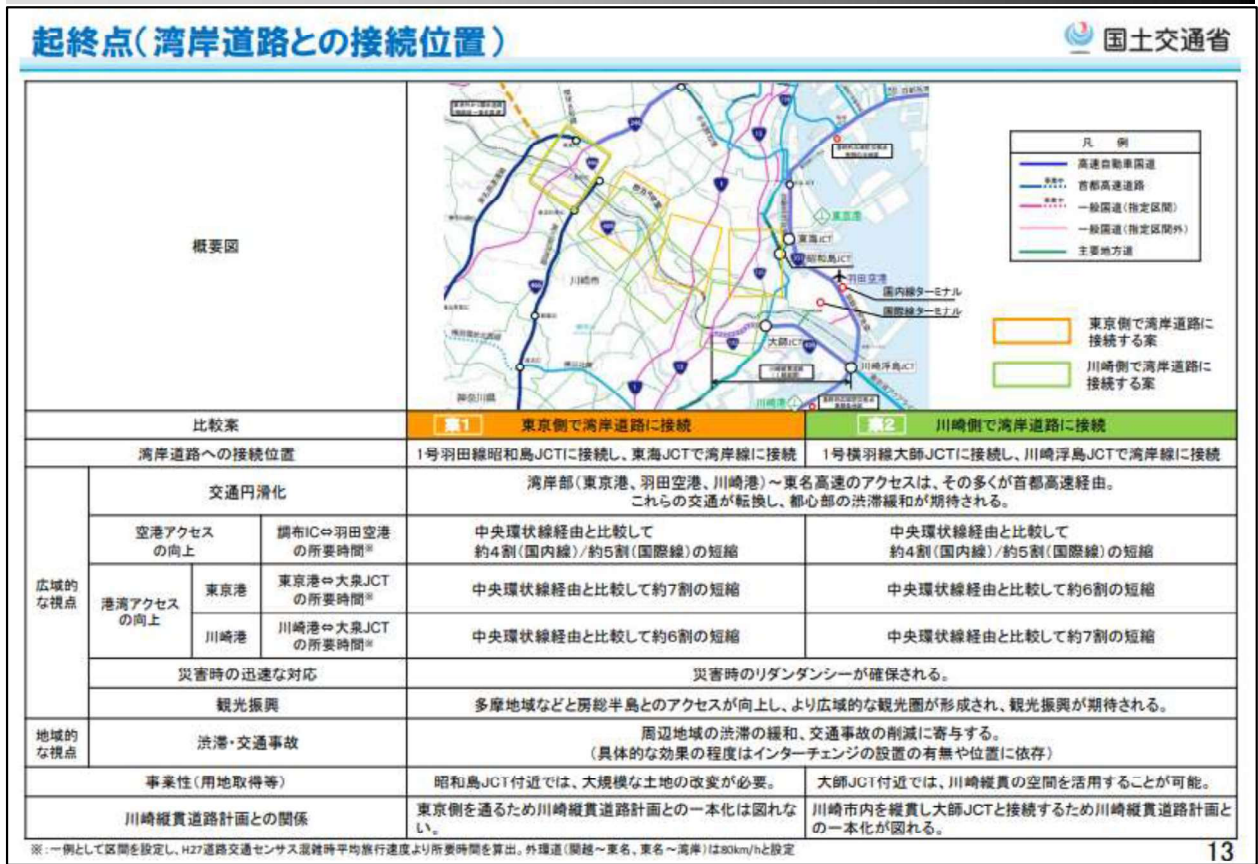 起終点(湾岸道路との接続位置)
国土交通省
概要図
凡 例
高速自動車国道
首都高速道路
一般国道(指定区間)
一般国道(指定区間外)
主要地方道
東京港
東海JCT
昭和島JCT
羽田空港
国内線ターミナル
国際線ターミナル
川崎市
大師JCT
川崎浮島JCT
神奈川県
川崎港
東京側で湾岸道路に
接続する案
川崎側で湾岸道路に
接続する案
比較案
案1 東京側で湾岸道路に接続
案2 川崎側で湾岸道路に接続
湾岸道路への接続位置
1号羽田線昭和島JCTに接続し、東海JCTで湾岸線に接続
1号横羽線大師JCTに接続し、川崎浮島JCTで湾岸線に接続
広域的
な視点
交通円滑化
湾岸部(東京港、羽田空港、川崎港)~東名高速のアクセスは、その多くが首都高速経由。
これらの交通が転換し、都心部の渋滞緩和が期待される。
空港アクセス
の向上
調布IC⇔羽田空港
の所要時間※
中央環状線経由と比較して
約4割(国内線)/約5割(国際線)の短縮
中央環状線経由と比較して
約4割(国内線)/約5割(国際線)の短縮
港湾アクセス
の向上
東京港
東京港⇔大泉JCT
の所要時間※
中央環状線経由と比較して約7割の短縮
中央環状線経由と比較して約6割の短縮
川崎港
川崎港⇔大泉JCT
の所要時間※
中央環状線経由と比較して約6割の短縮
中央環状線経由と比較して約7割の短縮
災害時の迅速な対応
災害時のリダンダンシーが確保される。
観光振興
多摩地域などと房総半島とのアクセスが向上し、より広域的な観光圏が形成され、観光振興が期待される。
地域的
な視点
渋滞・交通事故
周辺地域の渋滞の緩和、交通事故の削減に寄与する。
(具体的な効果の程度はインターチェンジの設置の有無や位置に依存)
事業性(用地取得等)
昭和島JCT付近では、大規模な土地の改変が必要。
大師JCT付近では、川崎縦貫の空間を活用することが可能。
川崎縦貫道路計画との関係
東京側を通るため川崎縦貫道路計画との一本化は図れな
い。
川崎市内を縦貫し大師JCTと接続するため川崎縦貫道路計画と
の一本化が図れる。
※:一例として区間を設定し、H27道路交通センサス混雑時平均旅行速度より所要時間を算出。外環道(関越~東名、東名~湾岸)は80km/hと設定
13